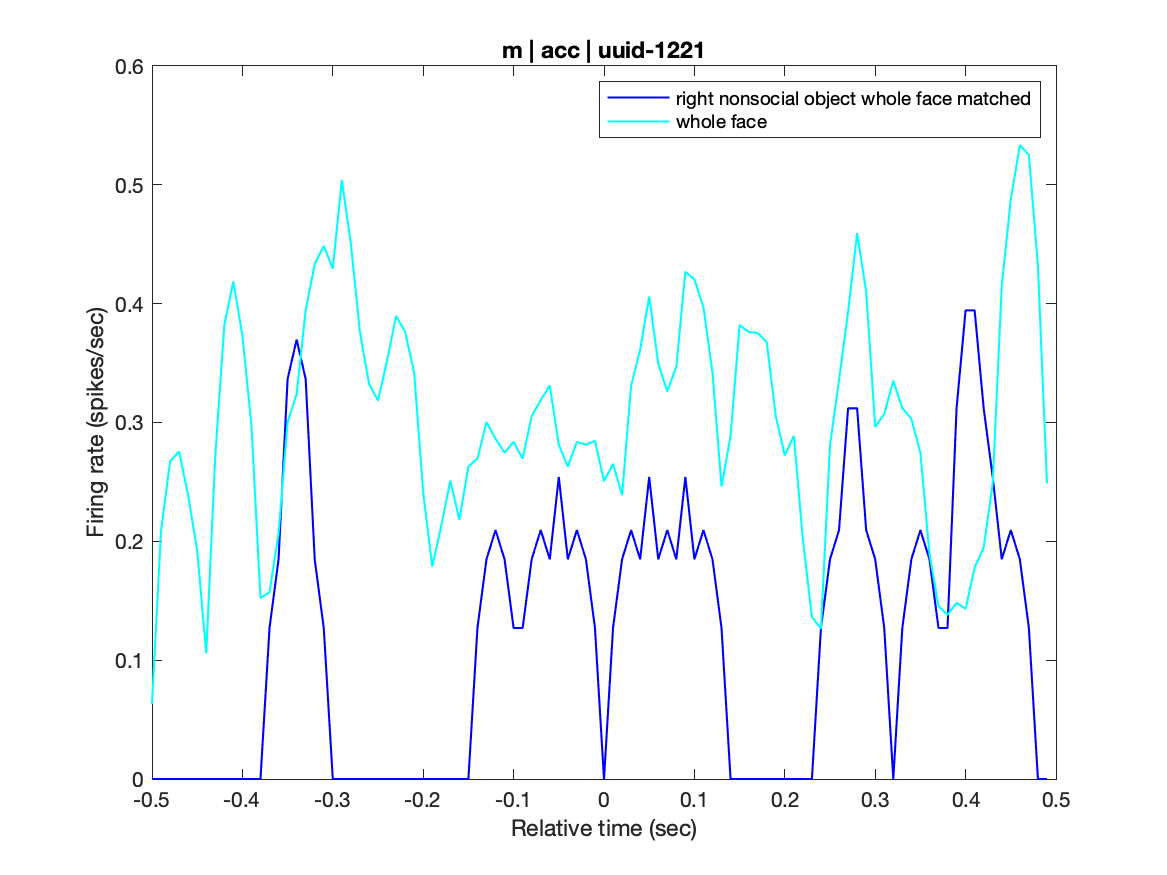 m | acc | uuid-1221
right nonsocial object whole face matched
whole face
Firing rate (spikes/sec)
0.6
0.5
0.4
0.3
0.2
0.1
0
-0.5 -0.4 -0.3 -0.2 -0.1 0 0.1 0.2 0.3 0.4 0.5
Relative time (sec)